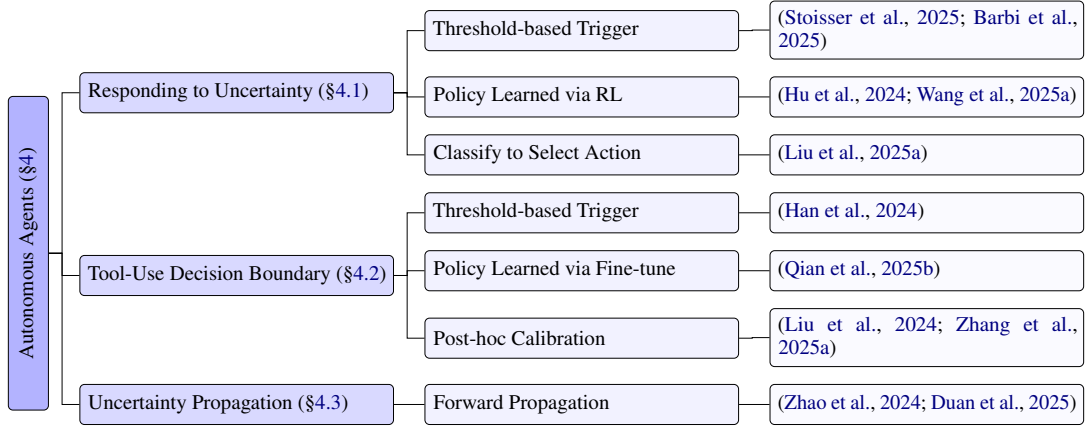 Autonomous Agents (§4)
Responding to Uncertainty (§4.1)
Threshold-based Trigger
(Stoisser et al., 2025; Barbi et al.,
2025)
Policy Learned via RL
(Hu et al., 2024; Wang et al., 2025a)
Classify to Select Action
(Liu et al., 2025a)
Tool-Use Decision Boundary (§4.2)
Threshold-based Trigger
(Han et al., 2024)
Policy Learned via Fine-tune
(Qian et al., 2025b)
Post-hoc Calibration
(Liu et al., 2024; Zhang et al.,
2025a)
Uncertainty Propagation (§4.3)
Forward Propagation
(Zhao et al., 2024; Duan et al., 2025)